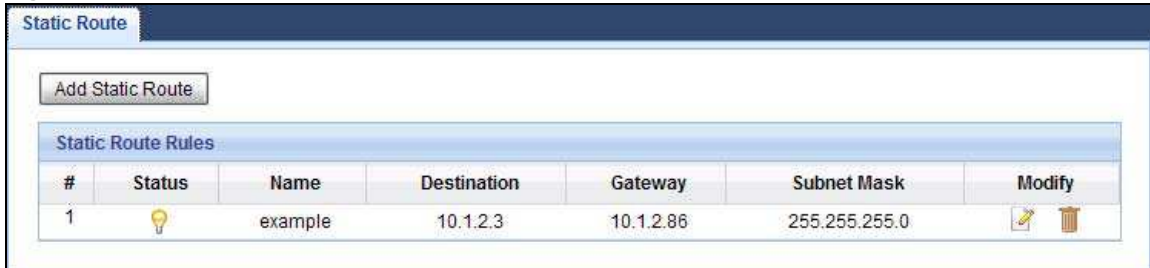 Static Route
Add Static Route
Static Route Rules
# Status Name Destination Gateway Subnet Mask Modify
1 example 10.1.2.3 10.1.2.86 255.255.255.0